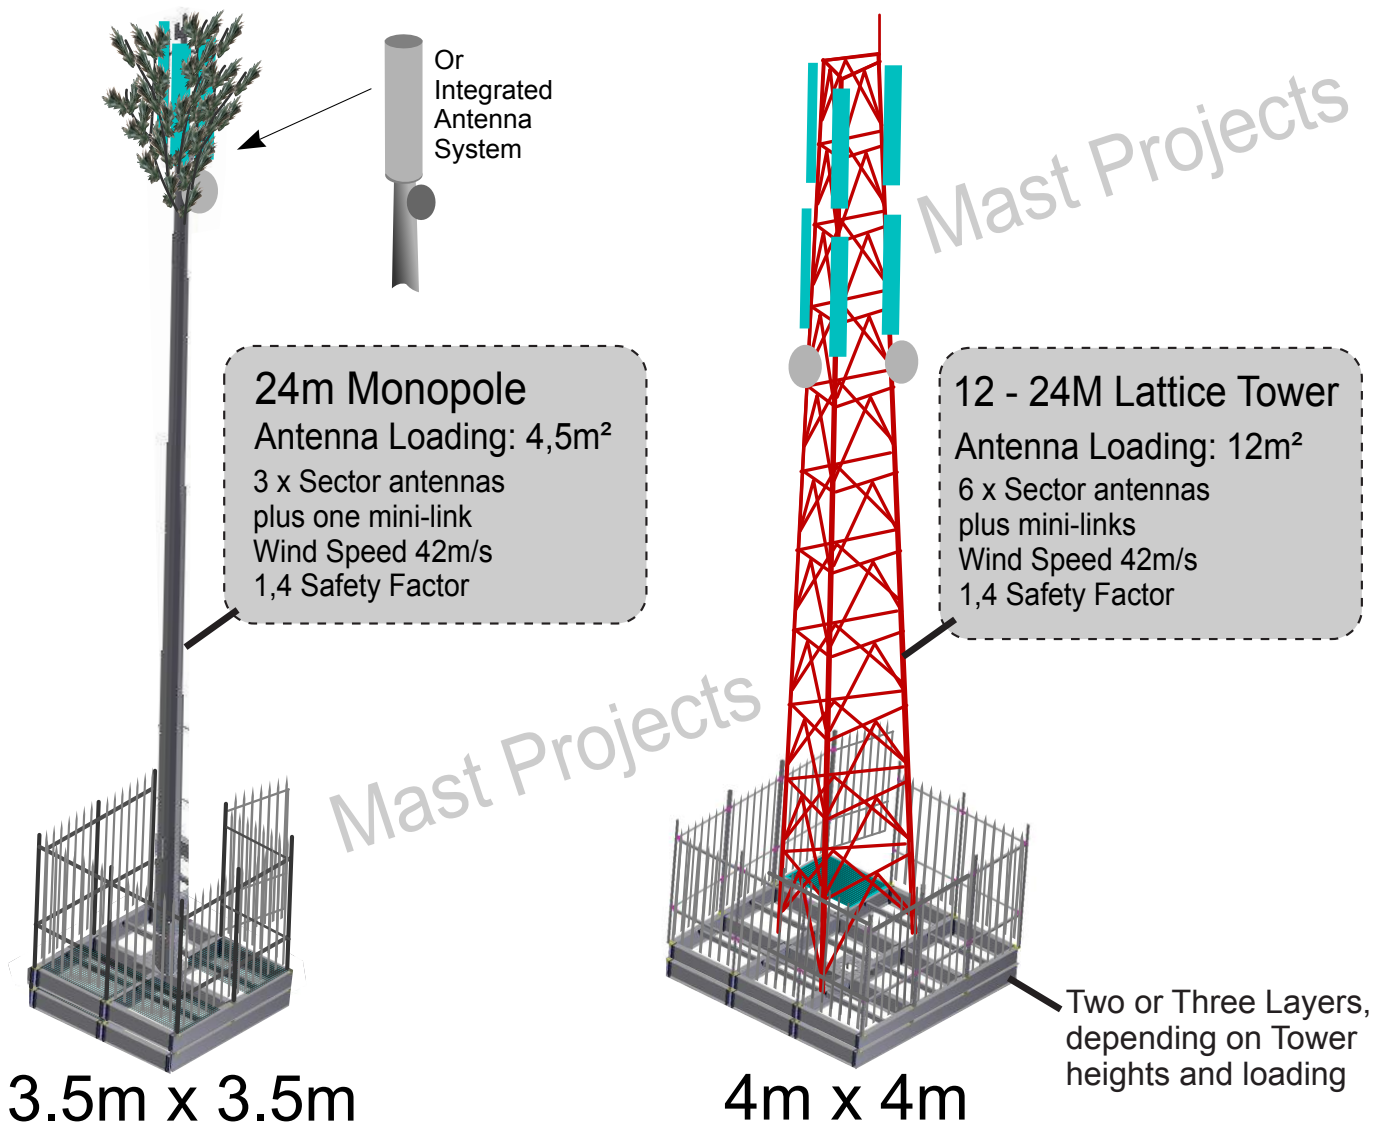 Or
Integrated
Antenna
System
Mast Projects
24m Monopole
Antenna Loading: 4,5m²
3 x Sector antennas
plus one mini-link
Wind Speed 42m/s
1,4 Safety Factor
12 - 24M Lattice Tower
Antenna Loading: 12m²
6 x Sector antennas
plus mini-links
Wind Speed 42m/s
1,4 Safety Factor
Mast Projects
Two or Three Layers,
depending on Tower
heights and loading
3.5m x 3.5m
4m x 4m